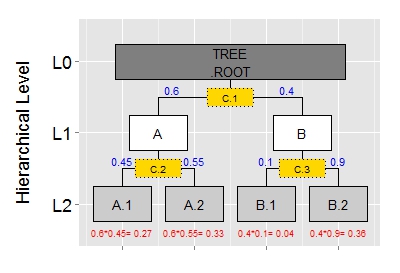 Hierarchical Level
L0
TREE
.ROOT
0.6
C.1
0.4
L1
A
B
0.45
C.2
0.55
0.1
C.3
0.9
L2
A.1
A.2
B.1
B.2
0.6*0.45= 0.27
0.6*0.55= 0.33
0.4*0.1= 0.04
0.4*0.9= 0.36